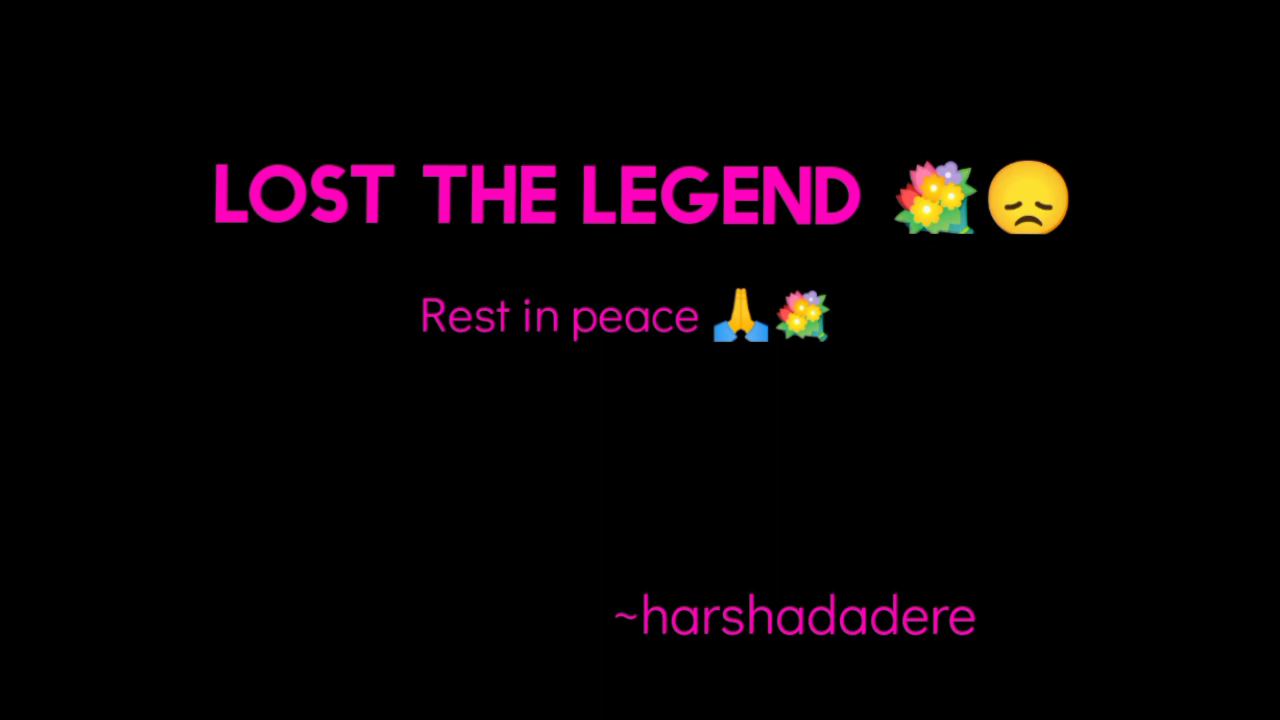 LOST THE LEGEND 💐😞
Rest in peace 🙏💐
~harshadadere